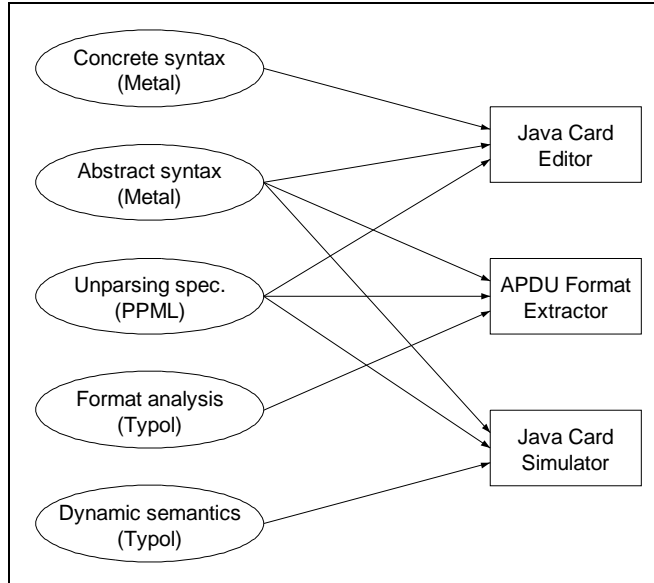 Concrete syntax
(Metal)
Abstract syntax
(Metal)
Unparsing spec.
(PPML)
Format analysis
(Typol)
Dynamic semantics
(Typol)
Java Card
Editor
APDU Format
Extractor
Java Card
Simulator